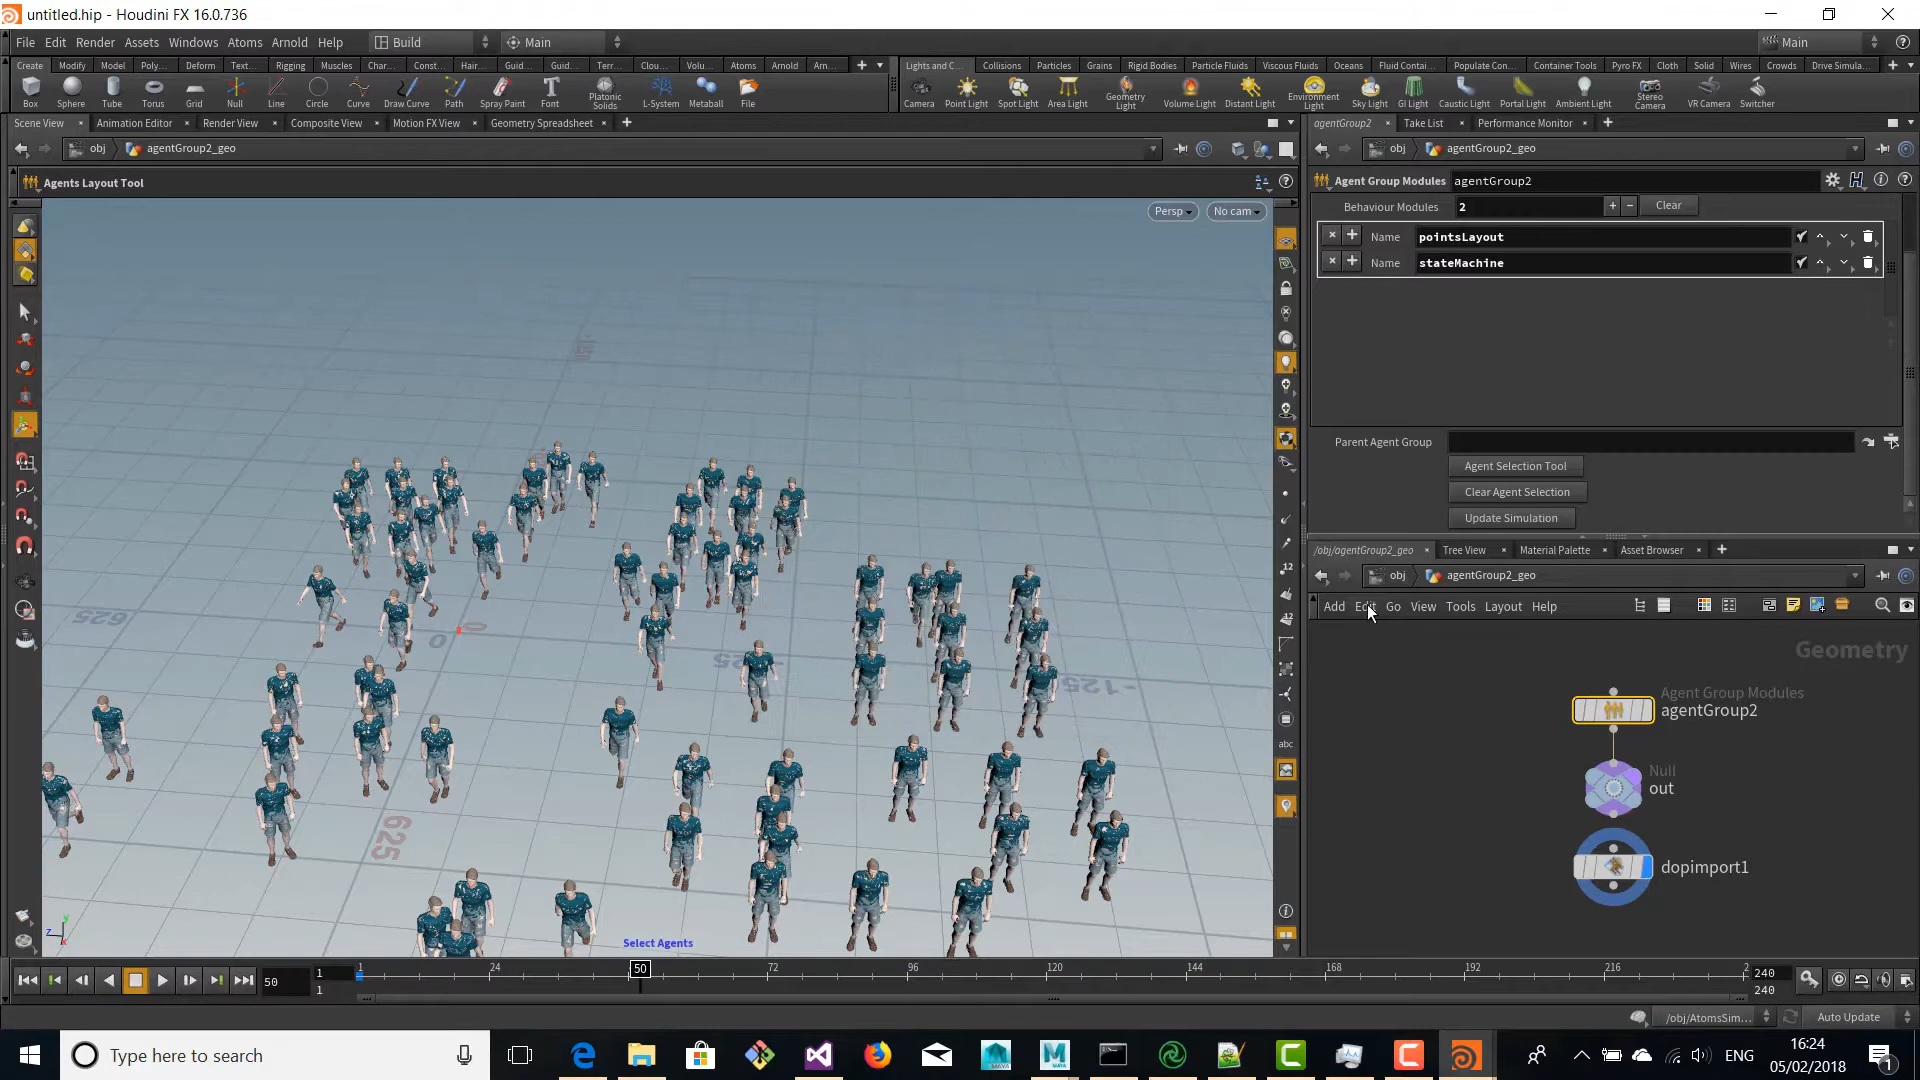 untitled.hip - Houdini FX 16.0.736
File Edit Render Assets Windows Atoms Arnold Help Build Main Main
Create Modify Model Poly... Deform Text... Rigging Muscles Char... Const... Hair... Guid... Guid... Terr... Clou... Volu... Atoms Arnold Arn...
Lights and C... Collisions Particles Grains Rigid Bodies Particle Fluids Viscous Fluids Oceans Fluid Contai... Populate Con... Container Tools Pyro FX Cloth Solid Wires Crowds Drive Simula...
Box Sphere Tube Torus Grid Null Line Circle Curve Draw Curve Path Spray Paint Font Platonic Solids L-System Metaball File
Camera Point Light Spot Light Area Light Geometry Light Volume Light Distant Light Environment Light Sky Light GI Light Caustic Light Portal Light Ambient Light Stereo Camera VR Camera Switcher
Scene View Animation Editor Render View Composite View Motion FX View Geometry Spreadsheet
agentGroup2 Take List Performance Monitor
obj agentGroup2_geo
obj agentGroup2_geo
Agents Layout Tool
Agent Group Modules agentGroup2
Persp No cam
Behaviour Modules 2 Clear
Name pointsLayout
Name stateMachine
Parent Agent Group
Agent Selection Tool
Clear Agent Selection
Update Simulation
/obj/agentGroup2_geo Tree View Material Palette Asset Browser
obj agentGroup2_geo
Add Edit Go View Tools Layout Help
Geometry
Agent Group Modules
agentGroup2
Null
out
dopimport1
625
0
0
-125
625
12
abc
Select Agents
50 1 1
1 24 50 72 96 120 144 168 192 216 2
240
240
/obj/AtomsSim... Auto Update
Type here to search
ENG
16:24
05/02/2018
1